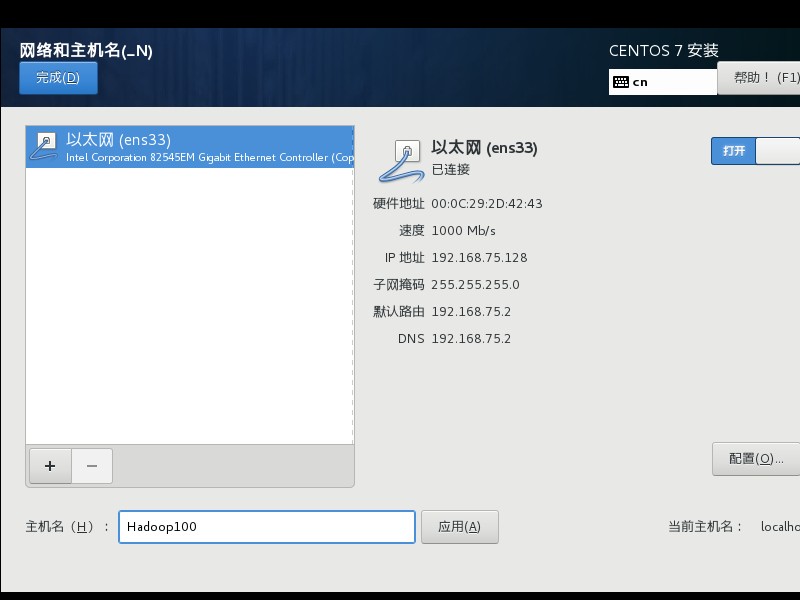 网络和主机名(_N)
CENTOS 7 安装
完成(D)
cn
帮助！ (F1)
以太网 (ens33)
Intel Corporation 82545EM Gigabit Ethernet Controller (Cop
以太网 (ens33)
已连接
打开
硬件地址 00:0C:29:2D:42:43
速度 1000 Mb/s
IP 地址 192.168.75.128
子网掩码 255.255.255.0
默认路由 192.168.75.2
DNS 192.168.75.2
+ −
配置(O)...
主机名（H）： Hadoop100 应用(A)
当前主机名： localho